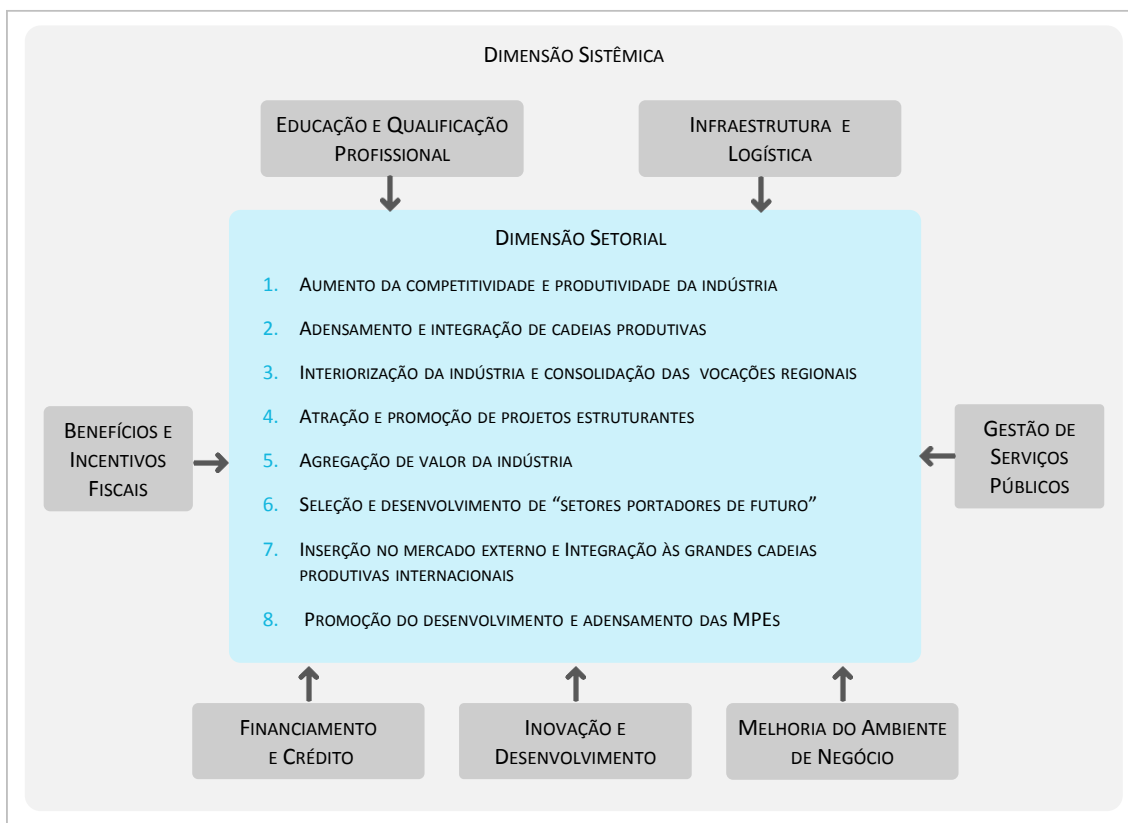 DIMENSÃO SISTÊMICA
EDUCAÇÃO E QUALIFICAÇÃO
PROFISSIONAL
INFRAESTRUTURA E
LOGÍSTICA
DIMENSÃO SETORIAL
1. AUMENTO DA COMPETITIVIDADE E PRODUTIVIDADE DA INDÚSTRIA
2. ADENSAMENTO E INTEGRAÇÃO DE CADEIAS PRODUTIVAS
3. INTERIORIZAÇÃO DA INDÚSTRIA E CONSOLIDAÇÃO DAS VOCAÇÕES REGIONAIS
4. ATRAÇÃO E PROMOÇÃO DE PROJETOS ESTRUTURANTES
5. AGREGAÇÃO DE VALOR DA INDÚSTRIA
6. SELEÇÃO E DESENVOLVIMENTO DE “SETORES PORTADORES DE FUTURO”
7. INSERÇÃO NO MERCADO EXTERNO E INTEGRAÇÃO ÀS GRANDES CADEIAS
PRODUTIVAS INTERNACIONAIS
8. PROMOÇÃO DO DESENVOLVIMENTO E ADENSAMENTO DAS MPES
BENEFÍCIOS E
INCENTIVOS
FISCAIS
GESTÃO DE
SERVIÇOS
PÚBLICOS
FINANCIAMENTO
E CRÉDITO
INOVAÇÃO E
DESENVOLVIMENTO
MELHORIA DO AMBIENTE
DE NEGÓCIO